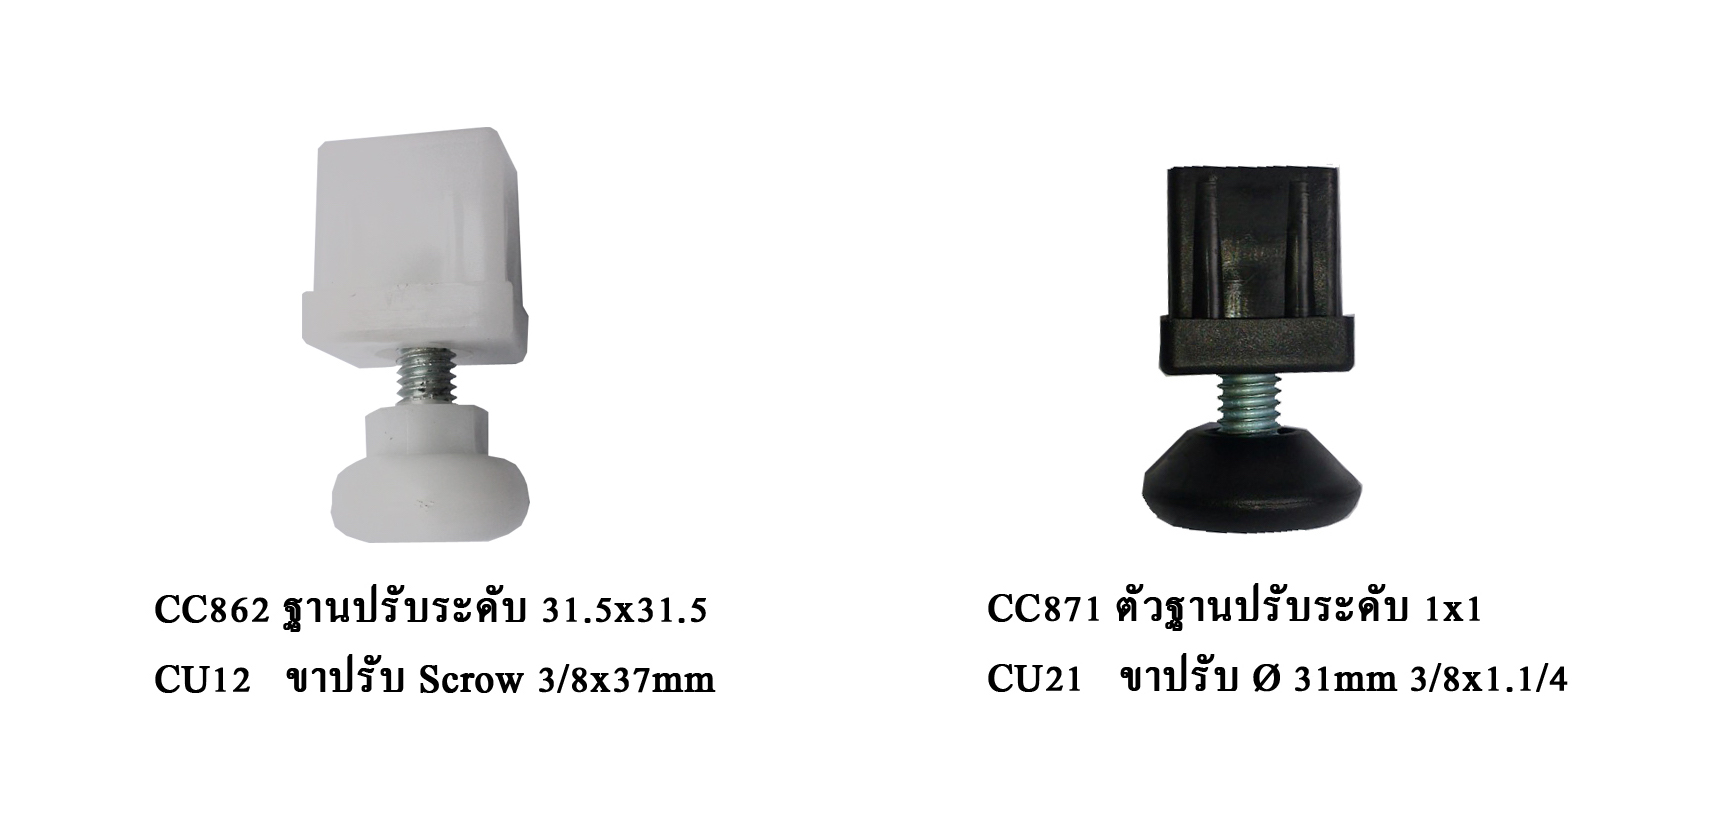 CC862 ฐานปรับระดับ 31.5x31.5
CU12 ขาปรับ Scrow 3/8x37mm
CC871 ตัวฐานปรับระดับ 1x1
CU21 ขาปรับ Ø 31mm 3/8x1.1/4